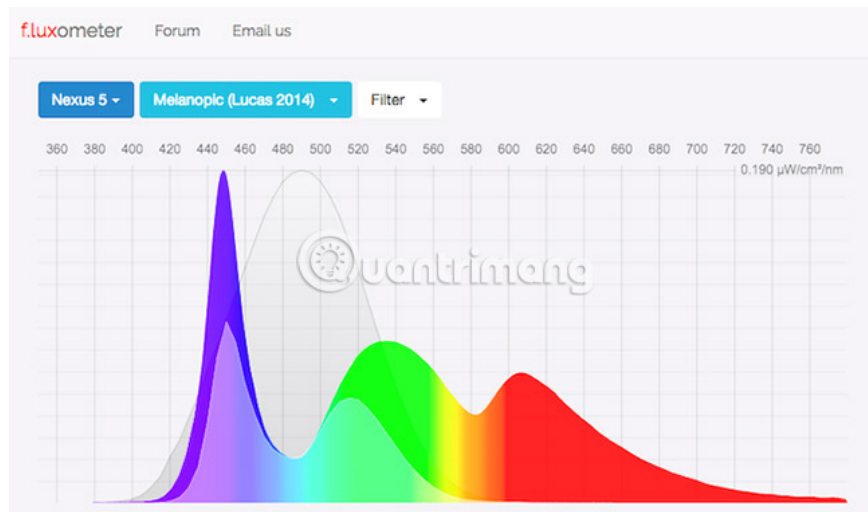 f.luxometer Forum Email us
Nexus 5 Melanopic (Lucas 2014) Filter
360 380 400 420 440 460 480 500 520 540 560 580 600 620 640 660 680 700 720 740 760
0.190 µW/cm²/nm
Quantrimang